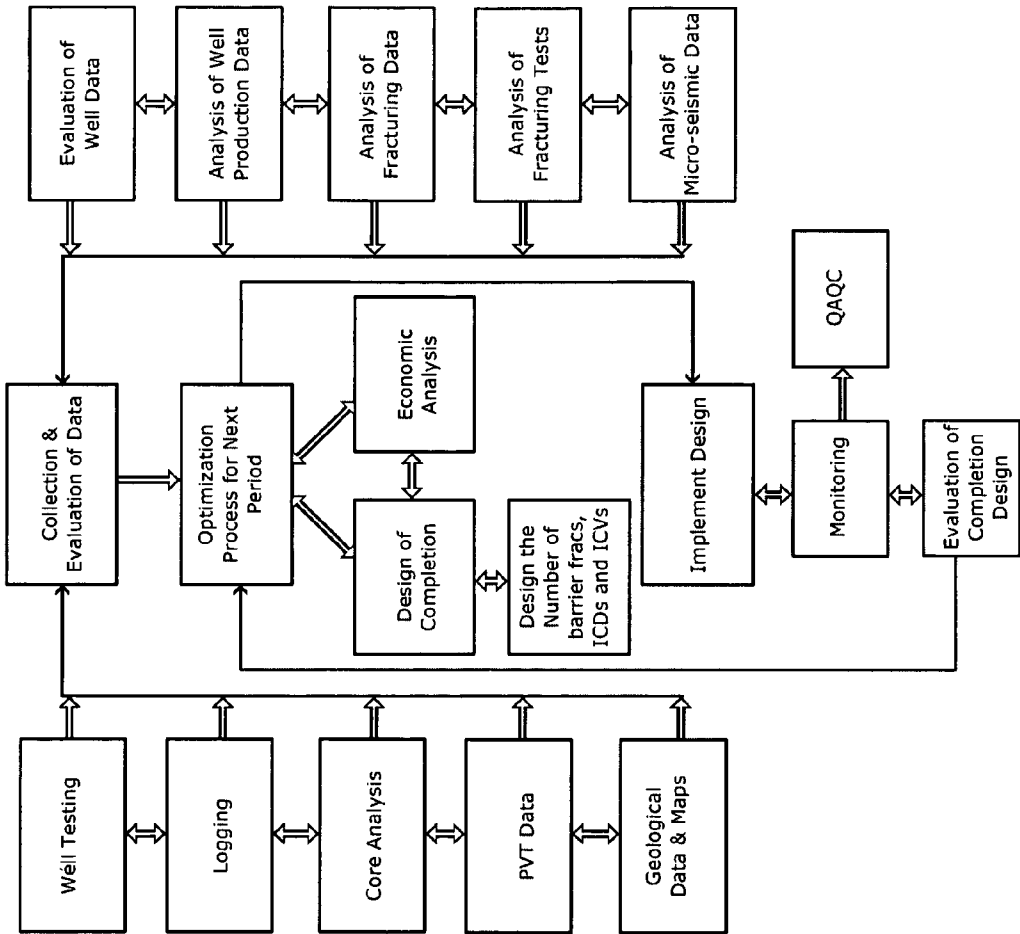 Well Testing
Logging
Core Analysis
PVT Data
Geological
Data & Maps
Collection &
Evaluation of Data
Optimization
Process for Next
Period
Design of
Completion
Economic
Analysis
Design the
Number of
barrier fracs,
ICDs and ICVs
Implement Design
Monitoring
QAQC
Evaluation of
Completion
Design
Evaluation of
Well Data
Analysis of Well
Production Data
Analysis of
Fracturing Data
Analysis of
Fracturing Tests
Analysis of
Micro-seismic Data